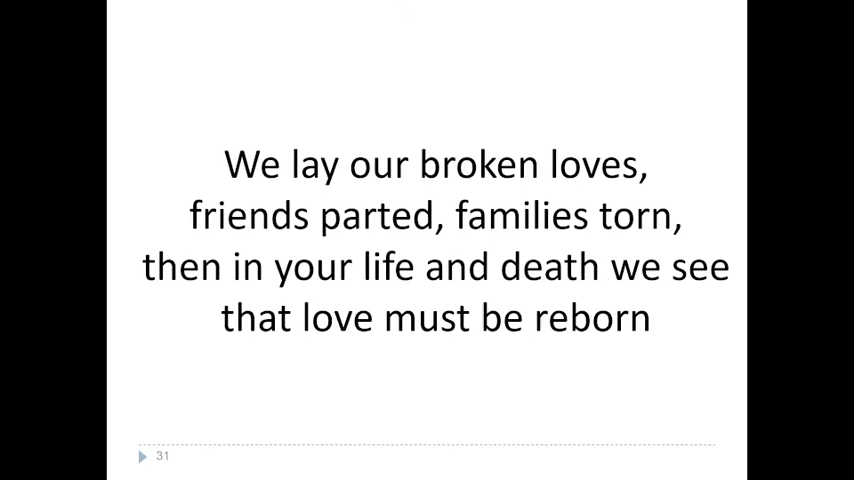 We lay our broken loves,
friends parted, families torn,
then in your life and death we see
that love must be reborn
31